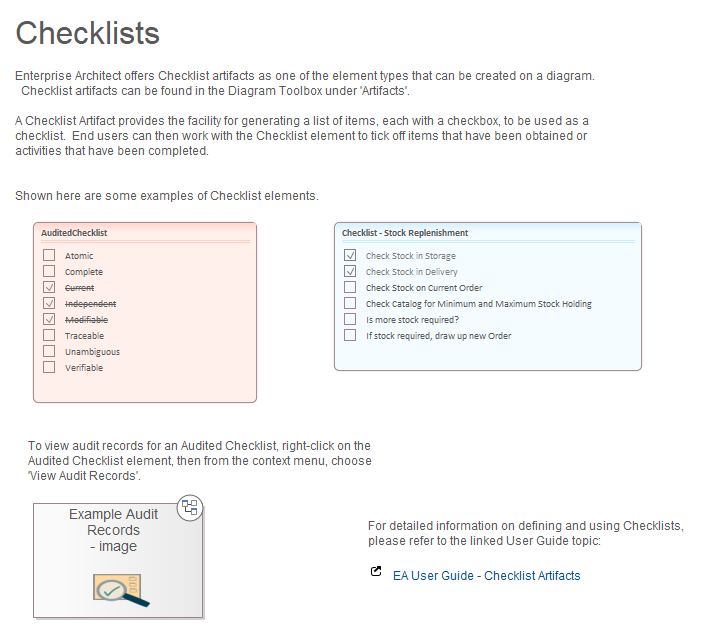 Checklists
Enterprise Architect offers Checklist artifacts as one of the element types that can be created on a diagram.
Checklist artifacts can be found in the Diagram Toolbox under 'Artifacts'.
A Checklist Artifact provides the facility for generating a list of items, each with a checkbox, to be used as a
checklist. End users can then work with the Checklist element to tick off items that have been obtained or
activities that have been completed.
Shown here are some examples of Checklist elements.
AuditedChecklist
Atomic
Complete
Current
Independent
Modifiable
Traceable
Unambiguous
Verifiable
Checklist - Stock Replenishment
Check Stock in Storage
Check Stock in Delivery
Check Stock on Current Order
Check Catalog for Minimum and Maximum Stock Holding
Is more stock required?
If stock required, draw up new Order
To view audit records for an Audited Checklist, right-click on the
Audited Checklist element, then from the context menu, choose
'View Audit Records'.
Example Audit
Records
- image
For detailed information on defining and using Checklists,
please refer to the linked User Guide topic:
EA User Guide - Checklist Artifacts